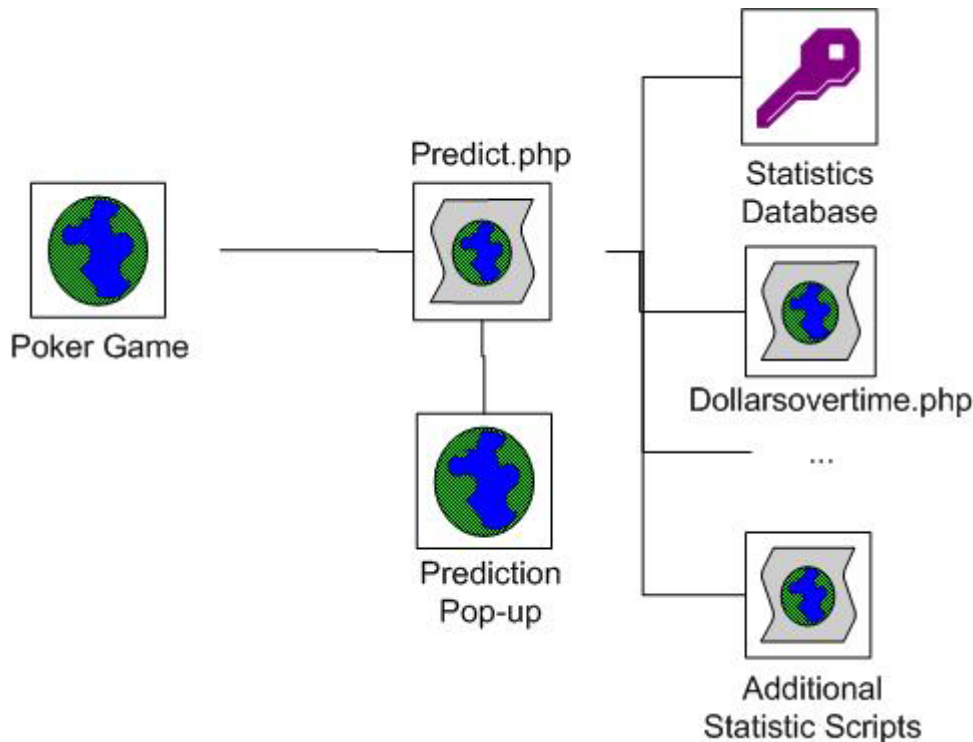 Predict.php
Statistics
Database
Poker Game
Dollarsovertime.php
...
Prediction
Pop-up
Additional
Statistic Scripts